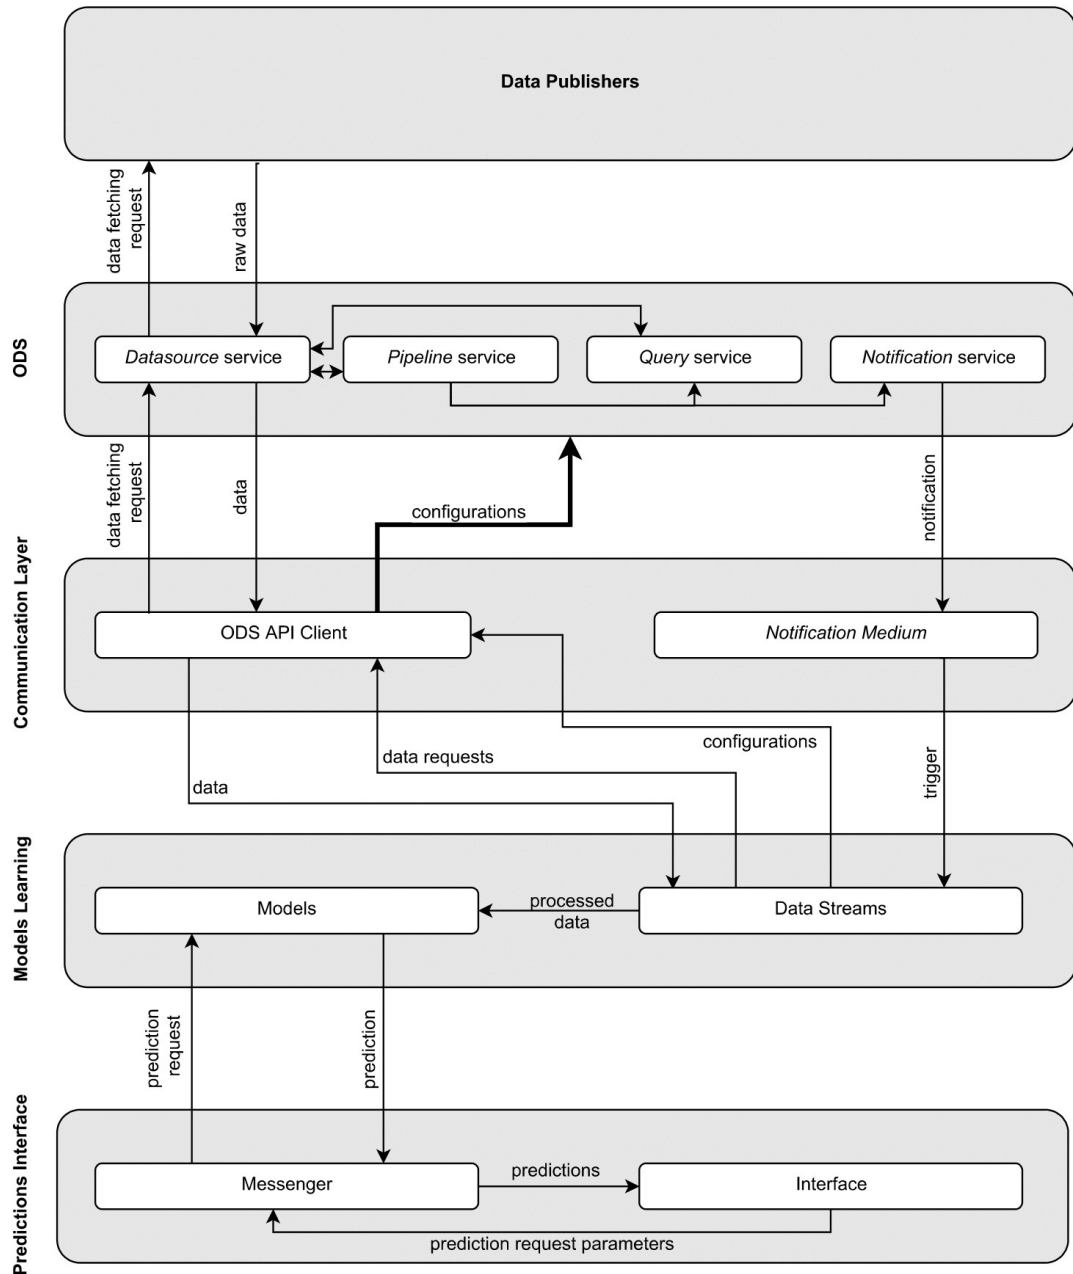 Data Publishers
data fetching
request
raw data
ODS
Datasource service
Pipeline service
Query service
Notification service
data fetching
request
data
configurations
notification
Communication Layer
ODS API Client
Notification Medium
data
data requests
configurations
trigger
Models Learning
Models
processed
data
Data Streams
prediction
request
prediction
Predictions Interface
Messenger
predictions
Interface
prediction request parameters